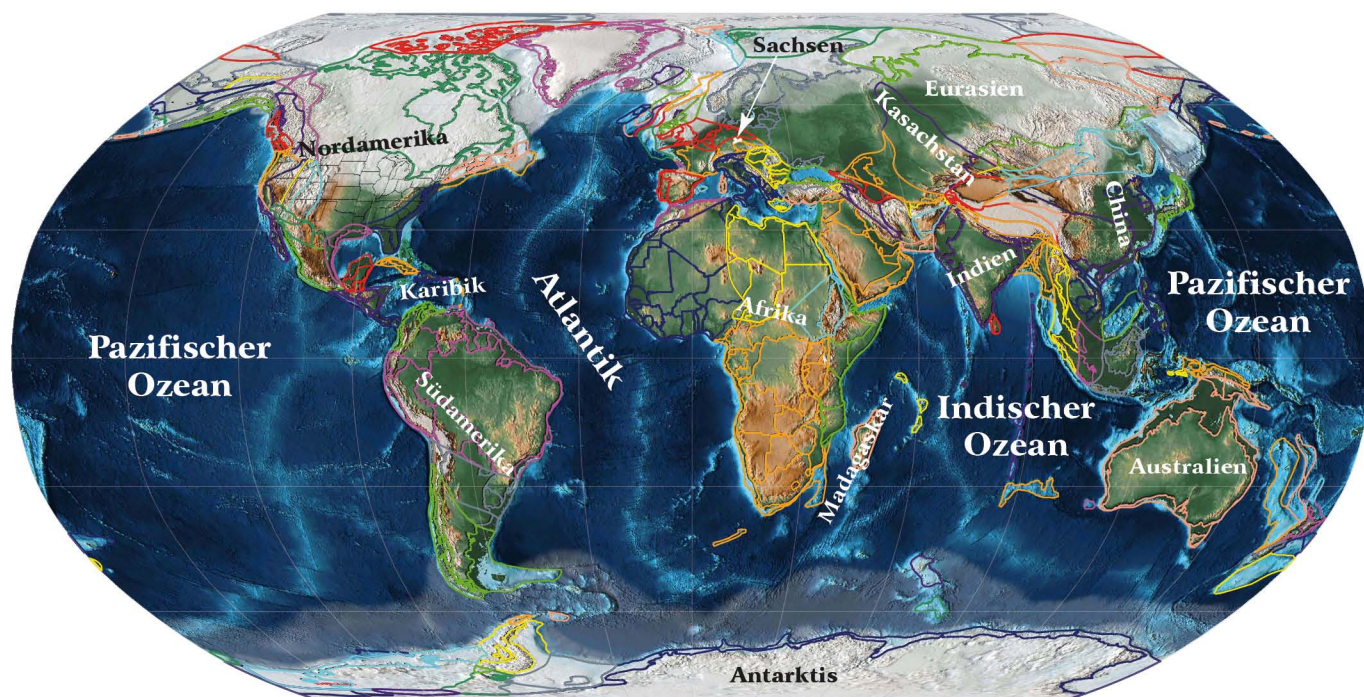 Sachsen
Eurasien
Kasachstan
Nordamerika
China
Indien
Karibik
Atlantik
Afrika
Pazifischer
Ozean
Pazifischer
Ozean
Südamerika
Madagaskar
Indischer
Ozean
Australien
Antarktis